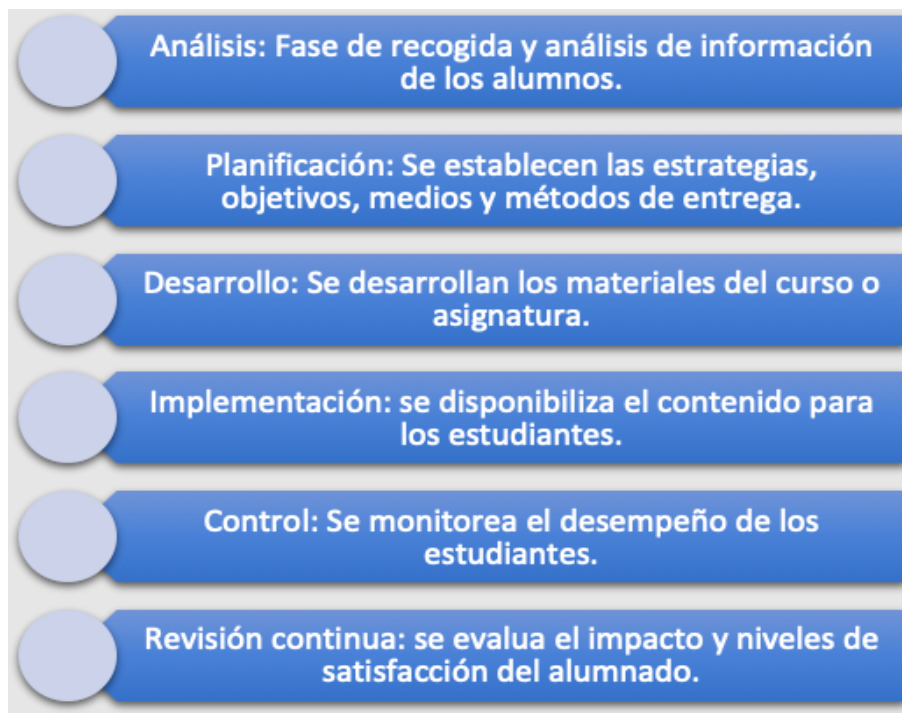 Análisis: Fase de recogida y análisis de información
de los alumnos.
Planificación: Se establecen las estrategias,
objetivos, medios y métodos de entrega.
Desarrollo: Se desarrollan los materiales del curso o
asignatura.
Implementación: se disponibiliza el contenido para
los estudiantes.
Control: Se monitorea el desempeño de los
estudiantes.
Revisión continua: se evalua el impacto y niveles de
satisfacción del alumnado.